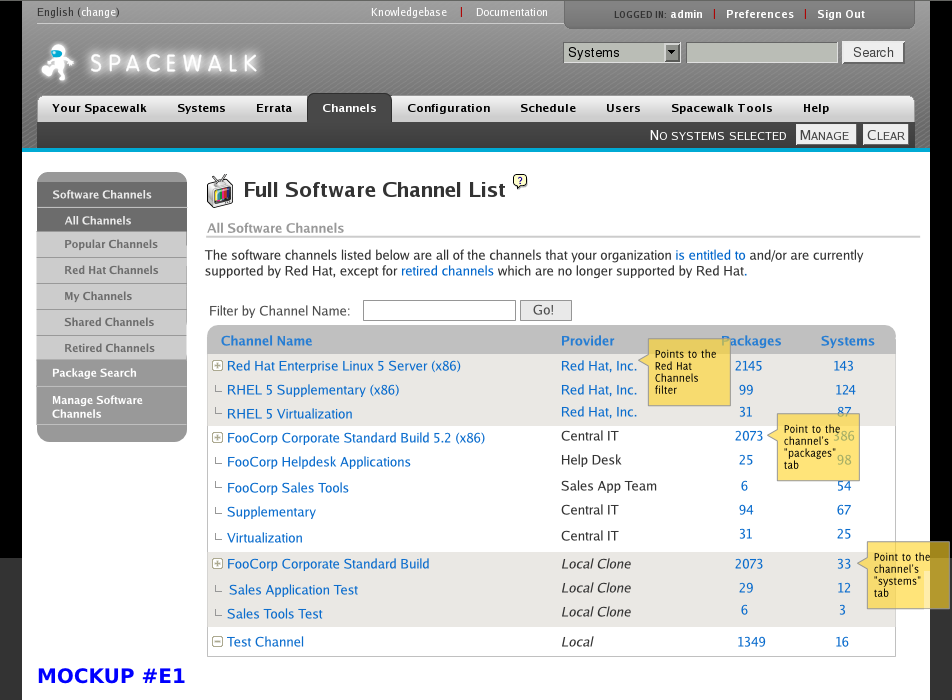 English (change)
Knowledgebase | Documentation
LOGGED IN: admin | Preferences | Sign Out
SPACEWALK
Systems
Search
Your Spacewalk Systems Errata Channels Configuration Schedule Users Spacewalk Tools Help
NO SYSTEMS SELECTED MANAGE CLEAR
Software Channels
All Channels
Popular Channels
Red Hat Channels
My Channels
Shared Channels
Retired Channels
Package Search
Manage Software
Channels
Full Software Channel List ?
All Software Channels
The software channels listed below are all of the channels that your organization is entitled to and/or are currently
supported by Red Hat, except for retired channels which are no longer supported by Red Hat.
Filter by Channel Name: Go!
Channel Name Provider Packages Systems
Red Hat Enterprise Linux 5 Server (x86) Red Hat, Inc. 2145 143
RHEL 5 Supplementary (x86) Red Hat, Inc. 99 124
RHEL 5 Virtualization Red Hat, Inc. 31 87
FooCorp Corporate Standard Build 5.2 (x86) Central IT 2073 386
FooCorp Helpdesk Applications Help Desk 25 98
FooCorp Sales Tools Sales App Team 6 54
Supplementary Central IT 94 67
Virtualization Central IT 31 25
FooCorp Corporate Standard Build Local Clone 2073 33
Sales Application Test Local Clone 29 12
Sales Tools Test Local Clone 6 3
Test Channel Local 1349 16
Points to the
Red Hat
Channels
filter
Point to the
channel's
"packages"
tab
Point to the
channel's
"systems"
tab
MOCKUP #E1